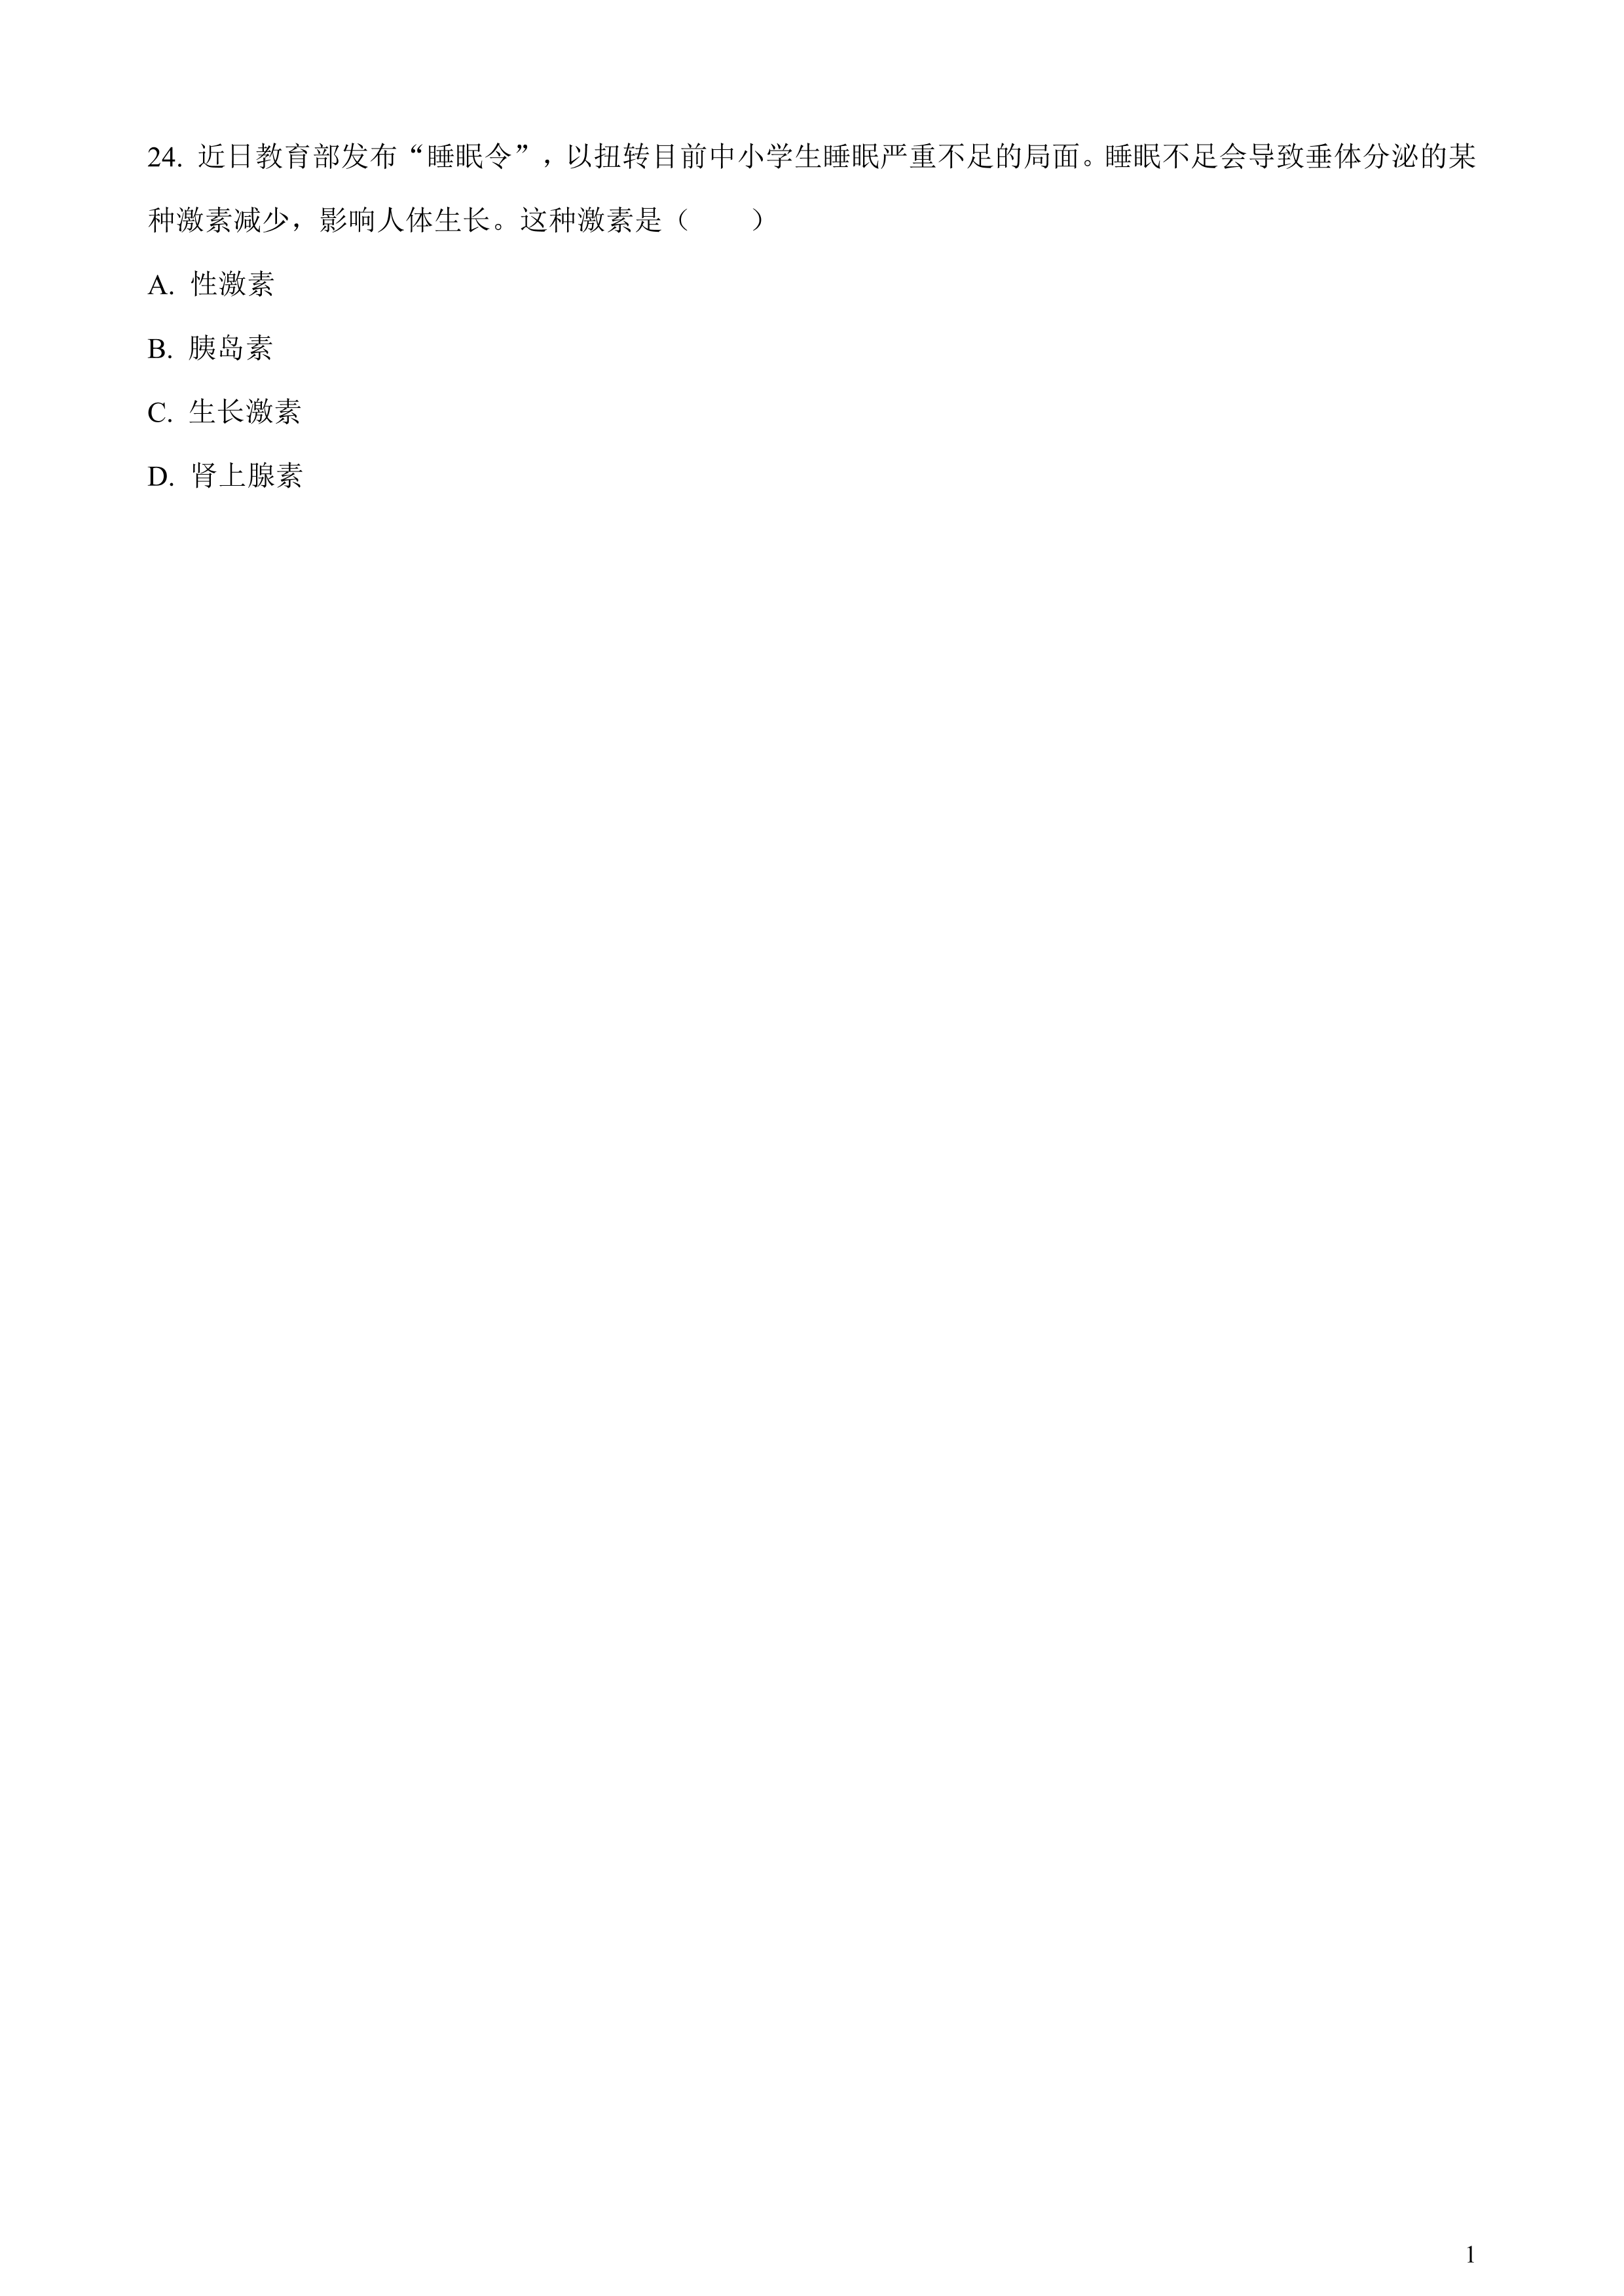 24. 近日教育部发布“睡眠令”，以扭转目前中小学生睡眠严重不足的局面。睡眠不足会导致垂体分泌的某
种激素减少，影响人体生长。这种激素是（　　）
A. 性激素
B. 胰岛素
C. 生长激素
D. 肾上腺素
1